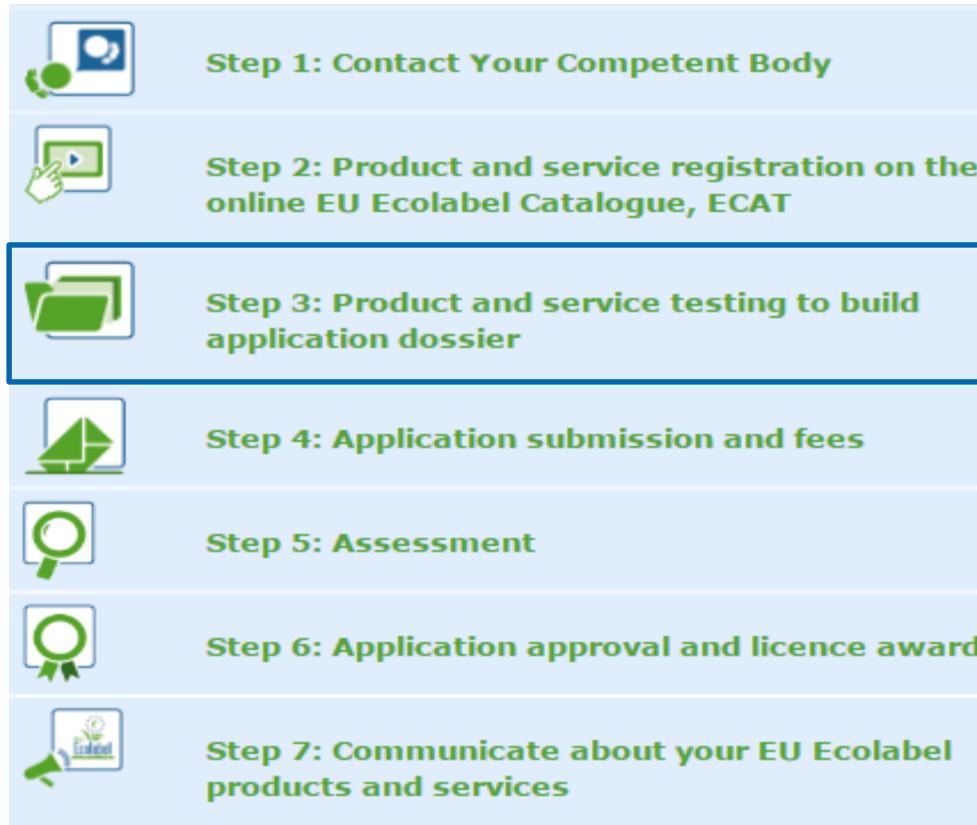 Step 1: Contact Your Competent Body
Step 2: Product and service registration on the
online EU Ecolabel Catalogue, ECAT
Step 3: Product and service testing to build
application dossier
Step 4: Application submission and fees
Step 5: Assessment
Step 6: Application approval and licence award
Ecolabel
Step 7: Communicate about your EU Ecolabel
products and services